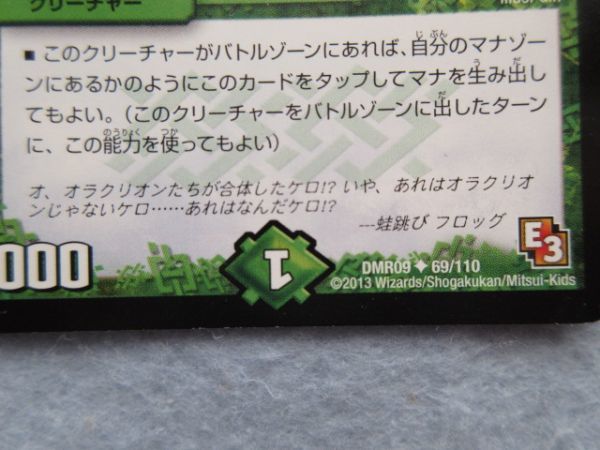 クリーチャー
■ このクリーチャーがバトルゾーンにあれば、自分のマナゾー
ンにあるかのようにこのカードをタップしてマナを生み出し
てもよい。（このクリーチャーをバトルゾーンに出したターン
に、この能力を使ってもよい）
オ、オラクリオンたちが合体したケロ!? いや、あれはオラクリオ
ンじゃないケロ……あれはなんだケロ!?
---蛙跳び フロッグ
000
1
E3
DMR09 ✦ 69/110
©2013 Wizards/Shogakukan/Mitsui-Kids